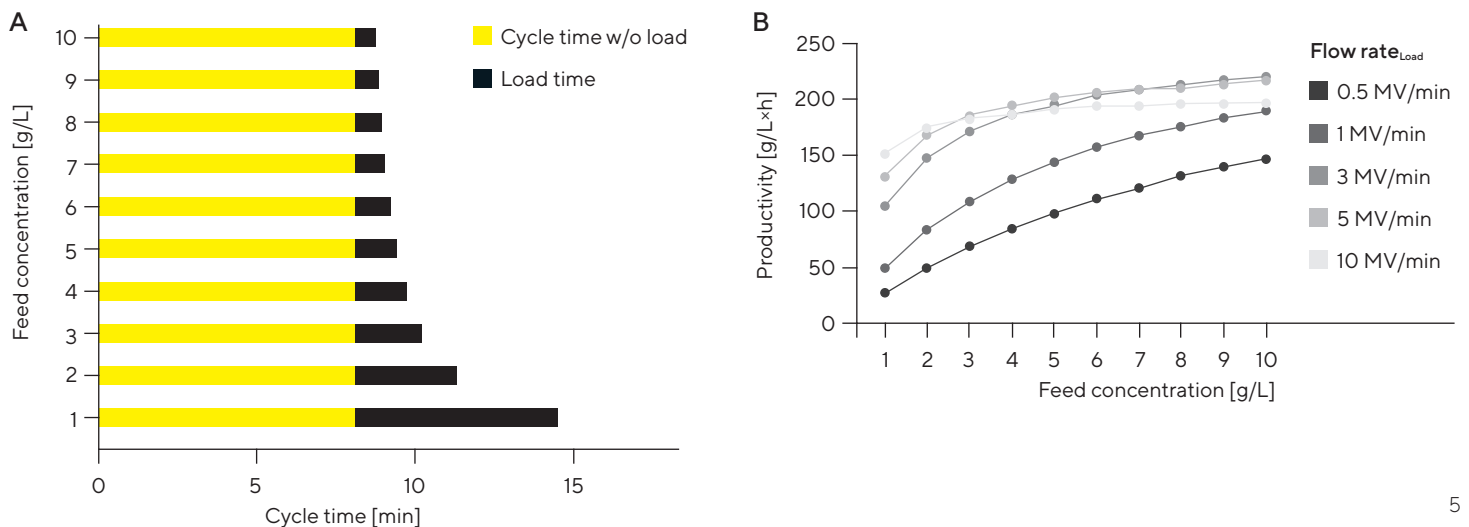 A
10
9
8
7
6
5
4
3
2
1
Feed concentration [g/L]
0
5
10
15
Cycle time [min]
Cycle time w/o load
Load time
B
250
200
150
100
50
0
Productivity [g/L×h]
1 2 3 4 5 6 7 8 9 10
Feed concentration [g/L]
Flow rateLoad
0.5 MV/min
1 MV/min
3 MV/min
5 MV/min
10 MV/min
5